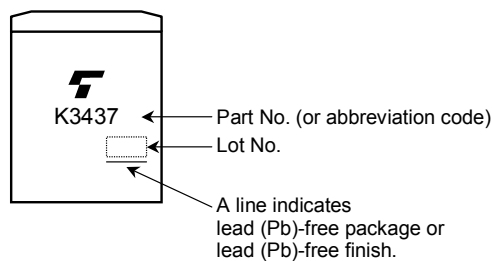 K3437
Part No. (or abbreviation code)
Lot No.
A line indicates
lead (Pb)-free package or
lead (Pb)-free finish.